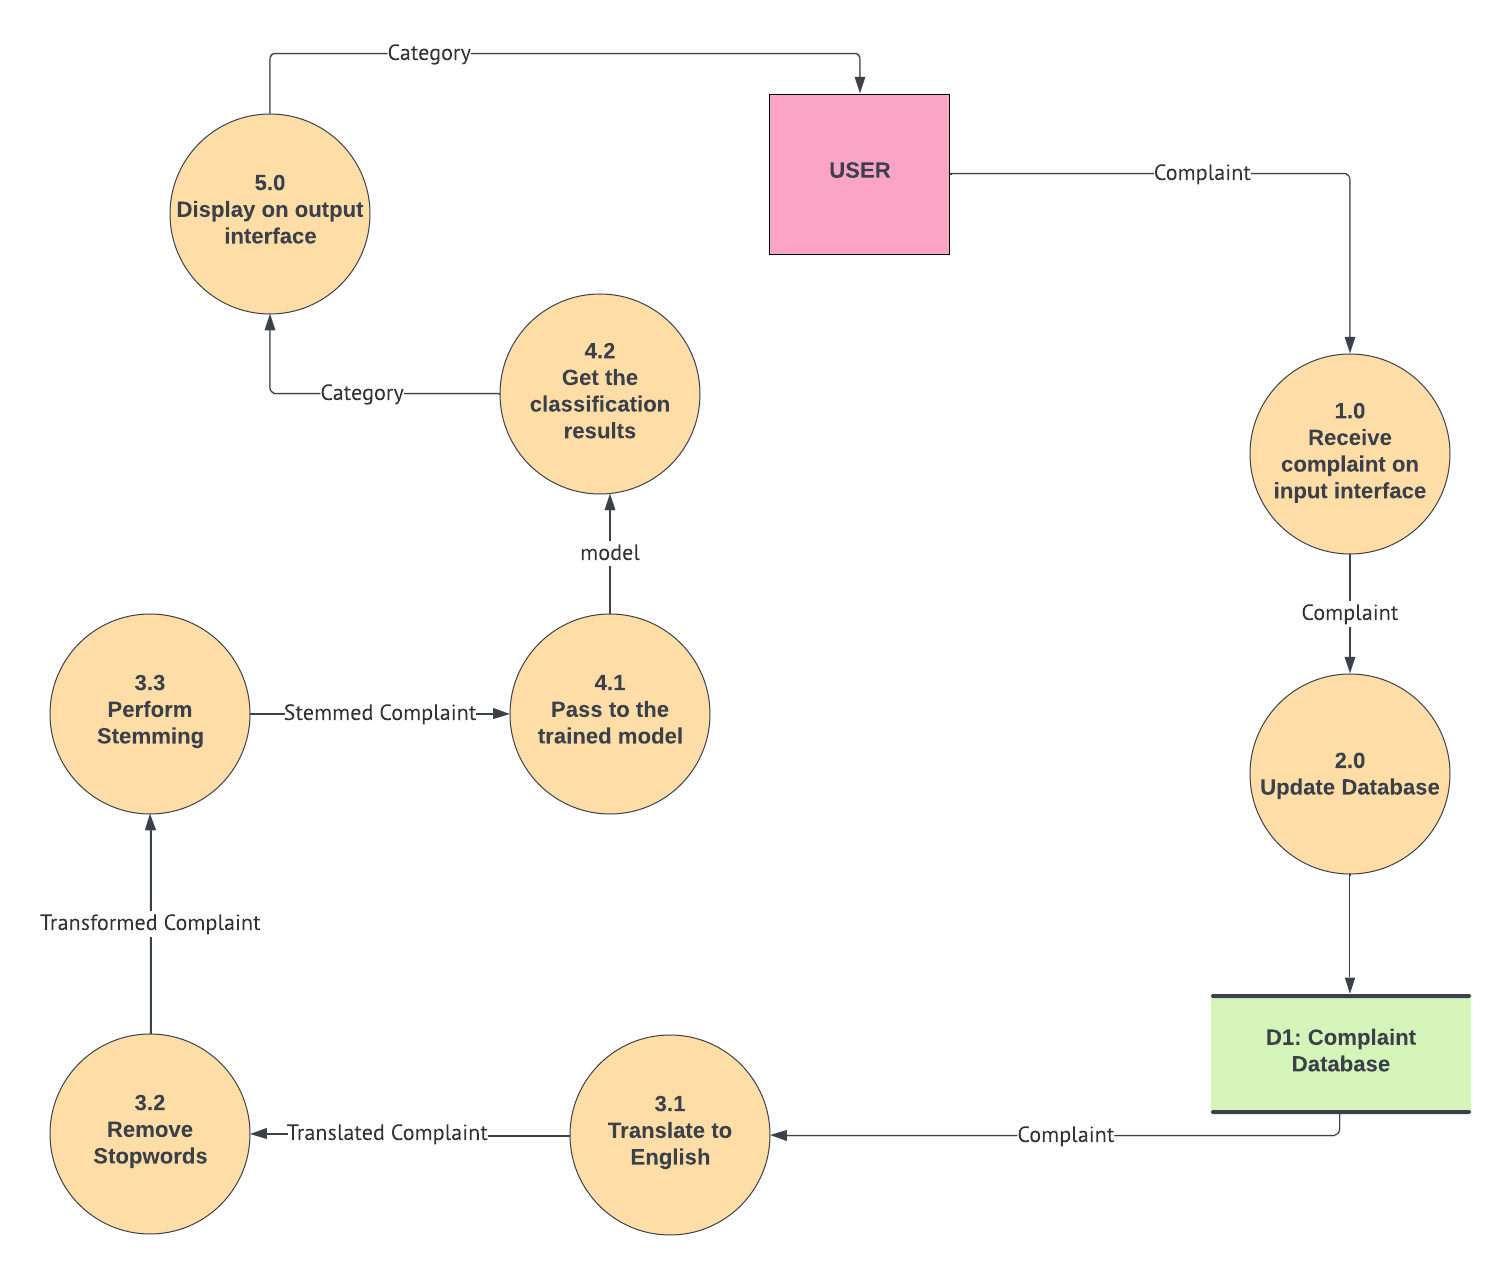 Category
USER
Complaint
5.0
Display on output
interface
4.2
Get the
classification
results
Category
1.0
Receive
complaint on
input interface
model
Complaint
3.3
Perform
Stemming
Stemmed Complaint
4.1
Pass to the
trained model
2.0
Update Database
Transformed Complaint
D1: Complaint
Database
3.2
Remove
Stopwords
Translated Complaint
3.1
Translate to
English
Complaint